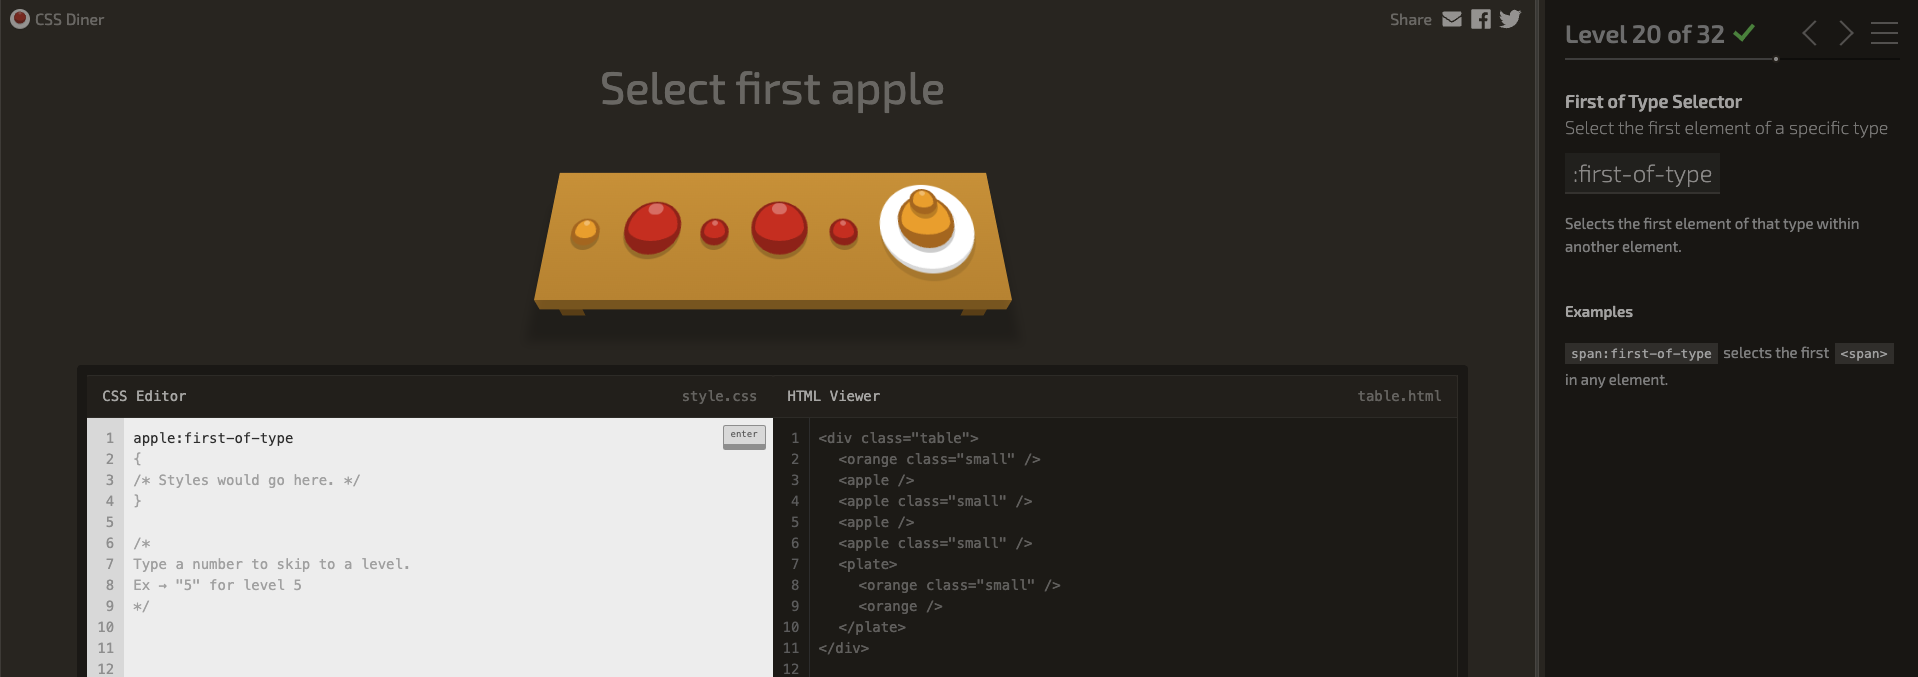 CSS Diner
Share
Select first apple
CSS Editor style.css
1 apple:first-of-type enter
2 {
3 /* Styles would go here. */
4 }
5
6 /*
7 Type a number to skip to a level.
8 Ex → "5" for level 5
9 */
10
11
12
HTML Viewer table.html
1 <div class="table">
2 <orange class="small" />
3 <apple />
4 <apple class="small" />
5 <apple />
6 <apple class="small" />
7 <plate>
8 <orange class="small" />
9 <orange />
10 </plate>
11 </div>
12
Level 20 of 32
First of Type Selector
Select the first element of a specific type
:first-of-type
Selects the first element of that type within
another element.
Examples
span:first-of-type selects the first <span>
in any element.